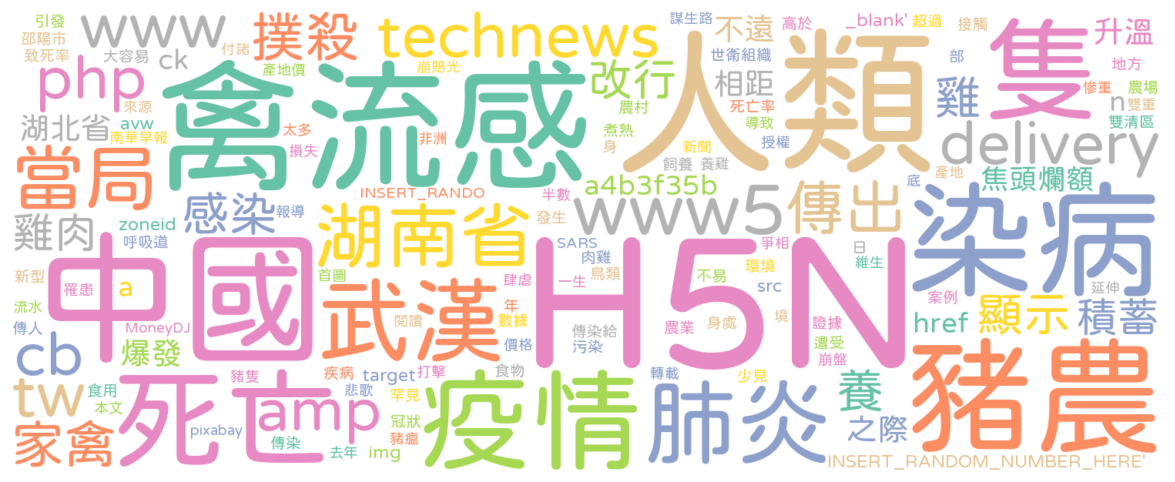 引發 WWW 撲殺 technews 謀生路 不遠 高於 _blank' 超過 接觸 隻 升溫
邵陽市 大容易 ck 付諸 世衛組織 部 地方
致死率 php 產地價 崩賠光 改行 人類 相距 雞 慘重 農場
來源 禽流感 農村 死亡率 n 雙重
湖北省 avw 南華早報 太多 非洲 煮熟 導致 delivery 雙清區
當局 損失 身 新聞 授權 產地
INSERT_RANDO 半數 a4b3f35b 飼養 養雞 底 焦頭爛額
雞肉 zoneid 感染 報導 湖南省 發生 www5 傳出 染病
呼吸道 SARS 爭相 日
新型 中國 首圖 肆虐 一生 H5N 肉雞 鳥類 不易 環境 維生
罹患 a 武漢 年 src 境 案例 延伸
流水 閱讀 數據 傳染給 農業 身處 證據 href 顯示 積蓄
傳人 MoneyDJ 價格 污染 遭受
cb 爆發 疾病 打擊 食物 轉載 少見 崩盤 豬農
tw 食用 死亡 豬隻 悲歌 target 罕見 疫情 肺炎 養
本文 amp 冠狀 之際
家禽 pixabay 傳染 去年 豬瘟 img INSERT_RANDOM_NUMBER_HERE'